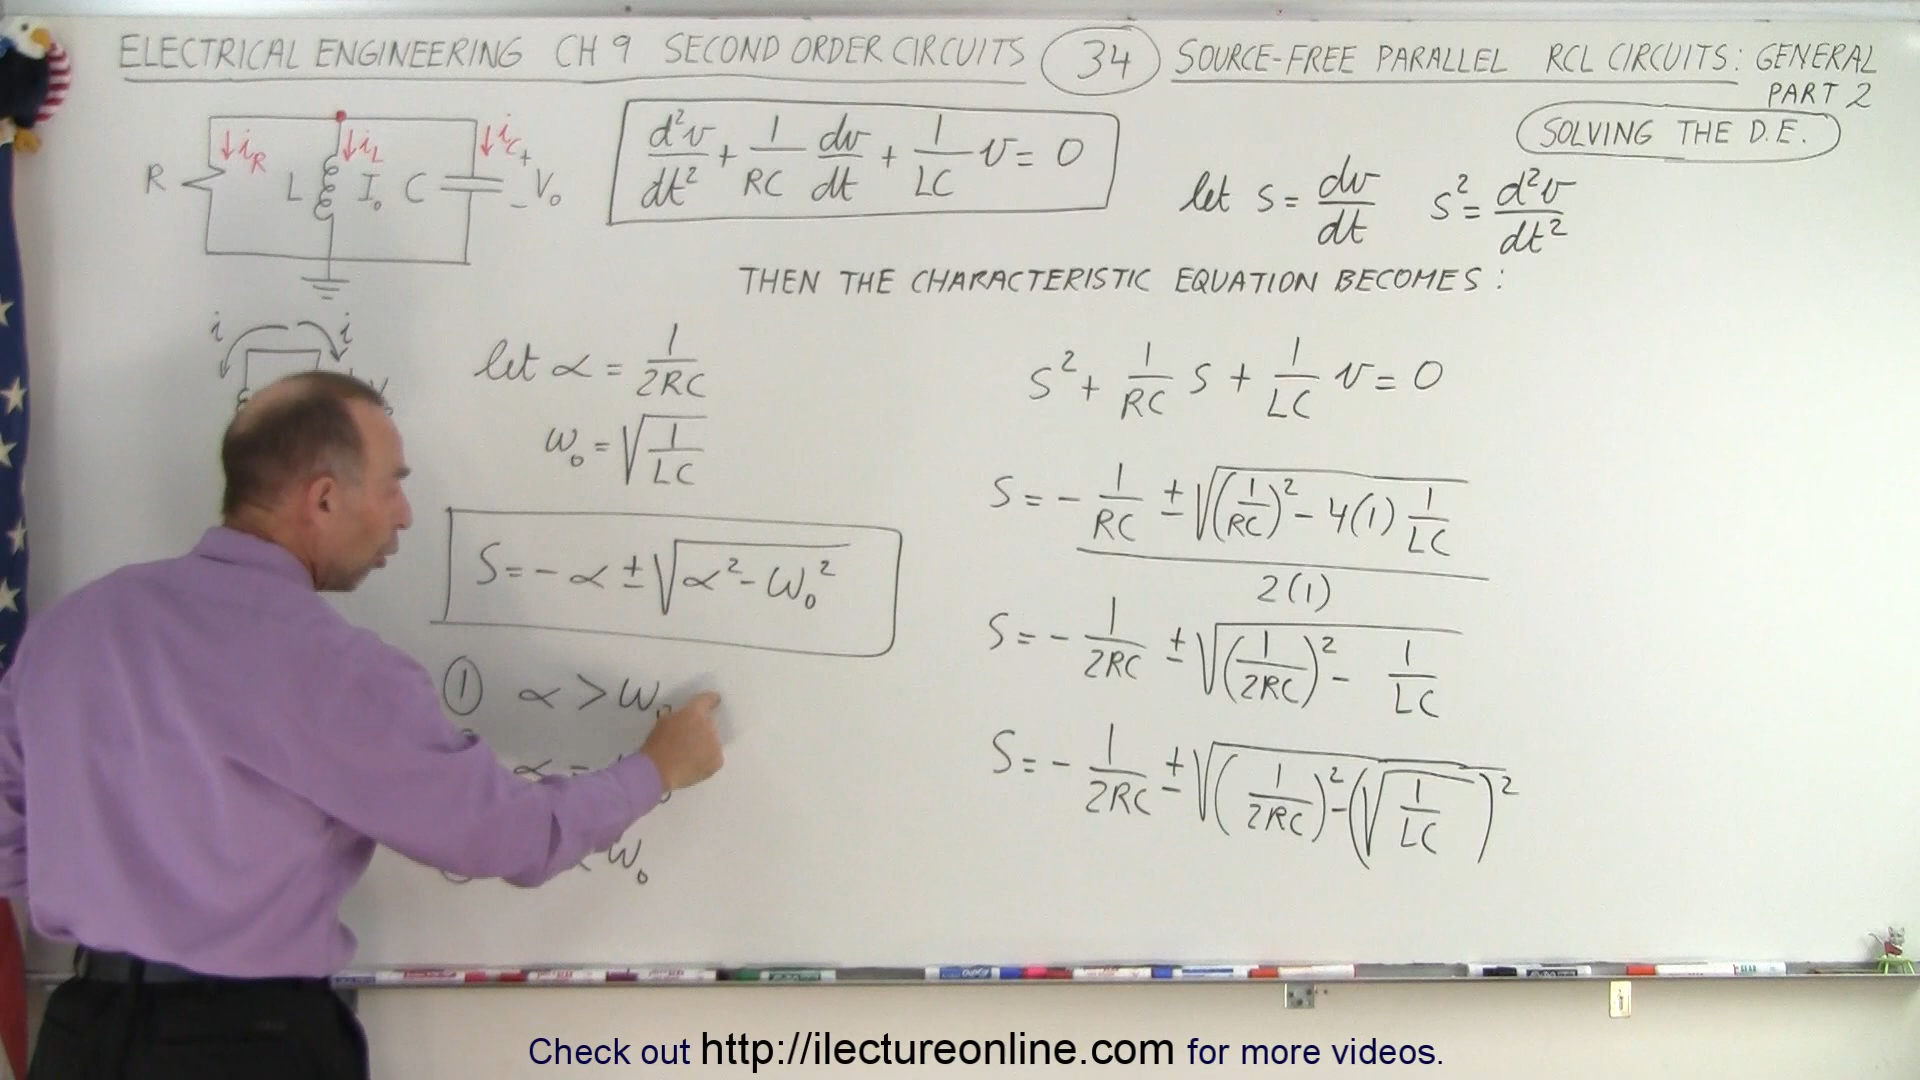 ELECTRICAL ENGINEERING CH 9 SECOND ORDER CIRCUITS 34 SOURCE-FREE PARALLEL RCL CIRCUITS: GENERAL
PART 2
SOLVING THE D.E.
R ↓i_R L ↓i_L I₀ C ↓i_C + − V₀
d²v/dt² + 1/RC dv/dt + 1/LC v = 0
let s = dv/dt s² = d²v/dt²
THEN THE CHARACTERISTIC EQUATION BECOMES:
i i
let α = 1/2RC
ω₀ = √(1/LC)
S = -α ± √(α² - ω₀²)
① α > ω₀
α =
ω₀
S² + 1/RC S + 1/LC v = 0
S = - 1/RC ± √((1/RC)² - 4(1) 1/LC)
2(1)
S = - 1/2RC ± √((1/2RC)² - 1/LC)
S = - 1/2RC ± √((1/2RC)² - (√(1/LC))²)
Check out http://ilectureonline.com for more videos.